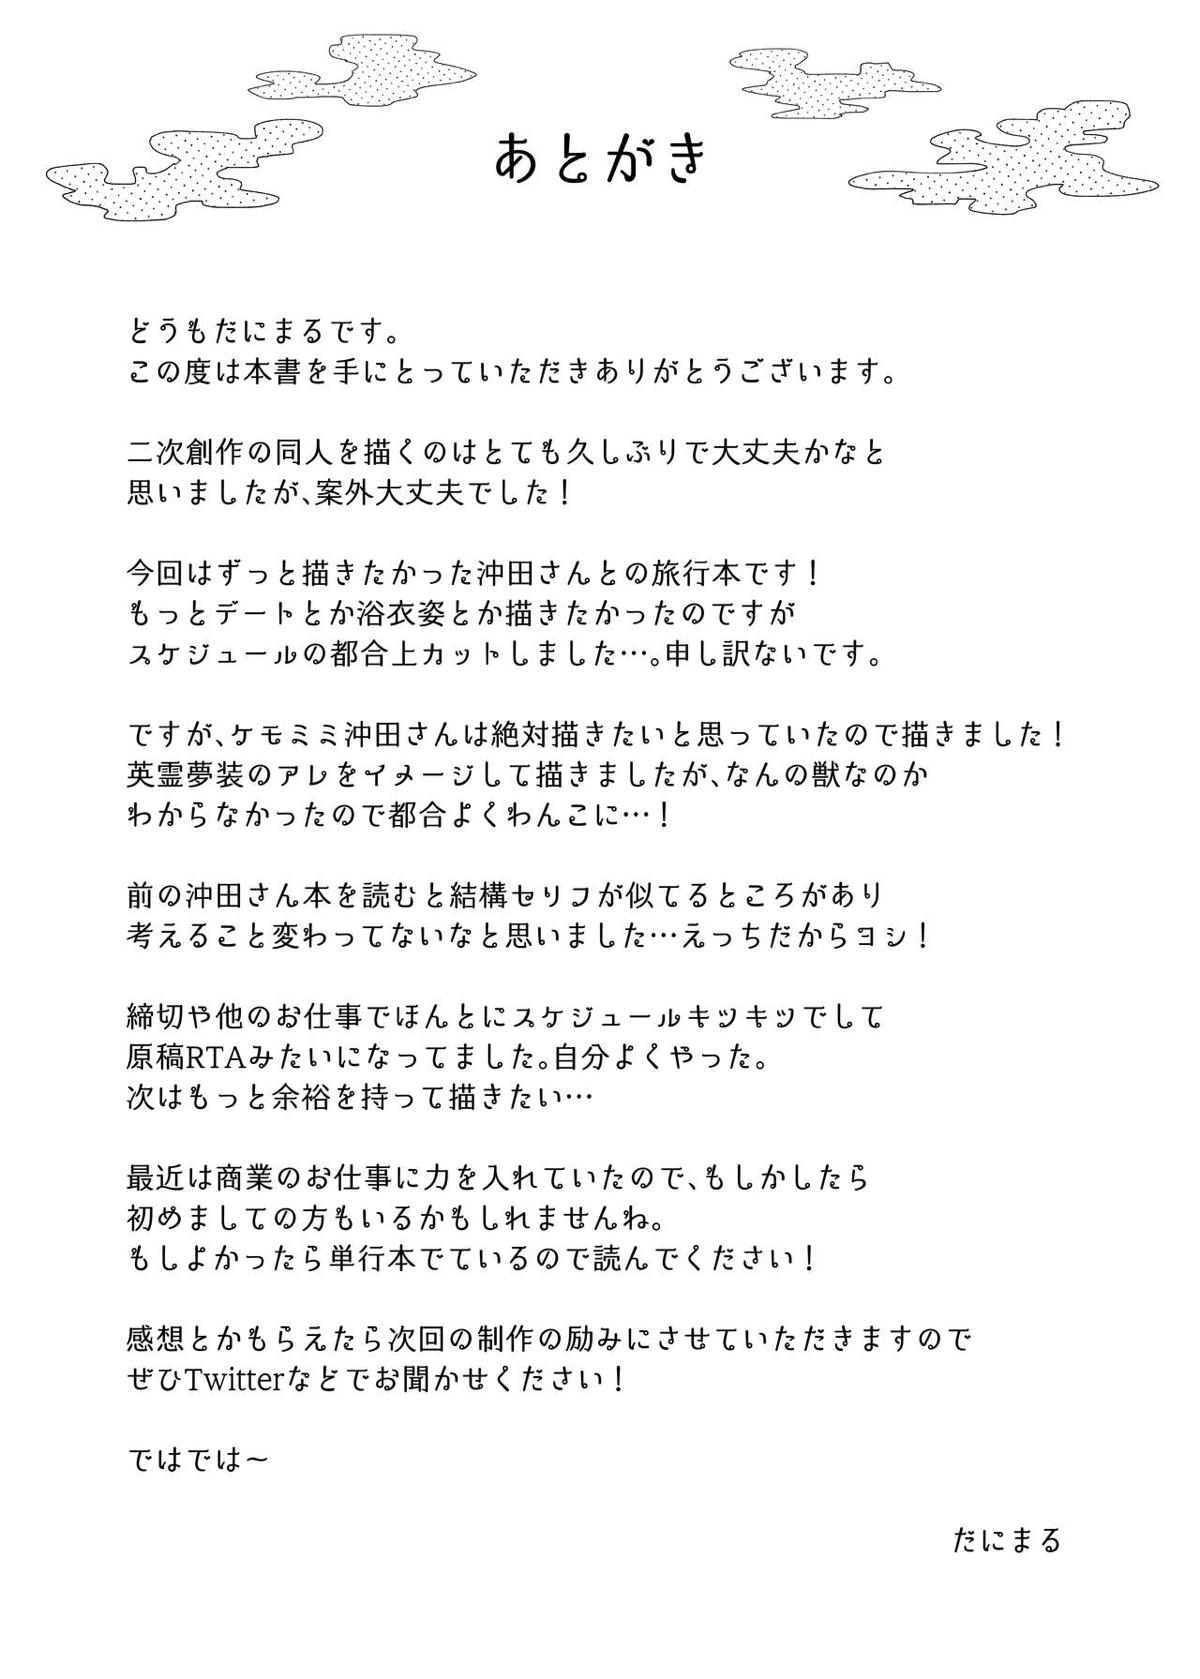 あとがき
どうもだにまるです。
この度は本書を手にとっていただきありがとうございます。
二次創作の同人を描くのはとても久しぶりで大丈夫かなと
思いましたが、案外大丈夫でした！
今回はずっと描きたかった沖田さんとの旅行本です！
もっとデートとか浴衣姿とか描きたかったのですが
スケジュールの都合上カットしました…。申し訳ないです。
ですが、ケモミミ沖田さんは絶対描きたいと思っていたので描きました！
英霊夢装のアレをイメージして描きましたが、なんの獣なのか
わからなかったので都合よくわんこに…！
前の沖田さん本を読むと結構セリフが似てるところがあり
考えること変わってないなと思いました…えっちだからヨシ！
締切や他のお仕事でほんとにスケジュールキツキツでして
原稿RTAみたいになってました。自分よくやった。
次はもっと余裕を持って描きたい…
最近は商業のお仕事に力を入れていたので、もしかしたら
初めましての方もいるかもしれませんね。
もしよかったら単行本でているので読んでください！
感想とかもらえたら次回の制作の励みにさせていただきますので
ぜひTwitterなどでお聞かせください！
ではでは～
だにまる